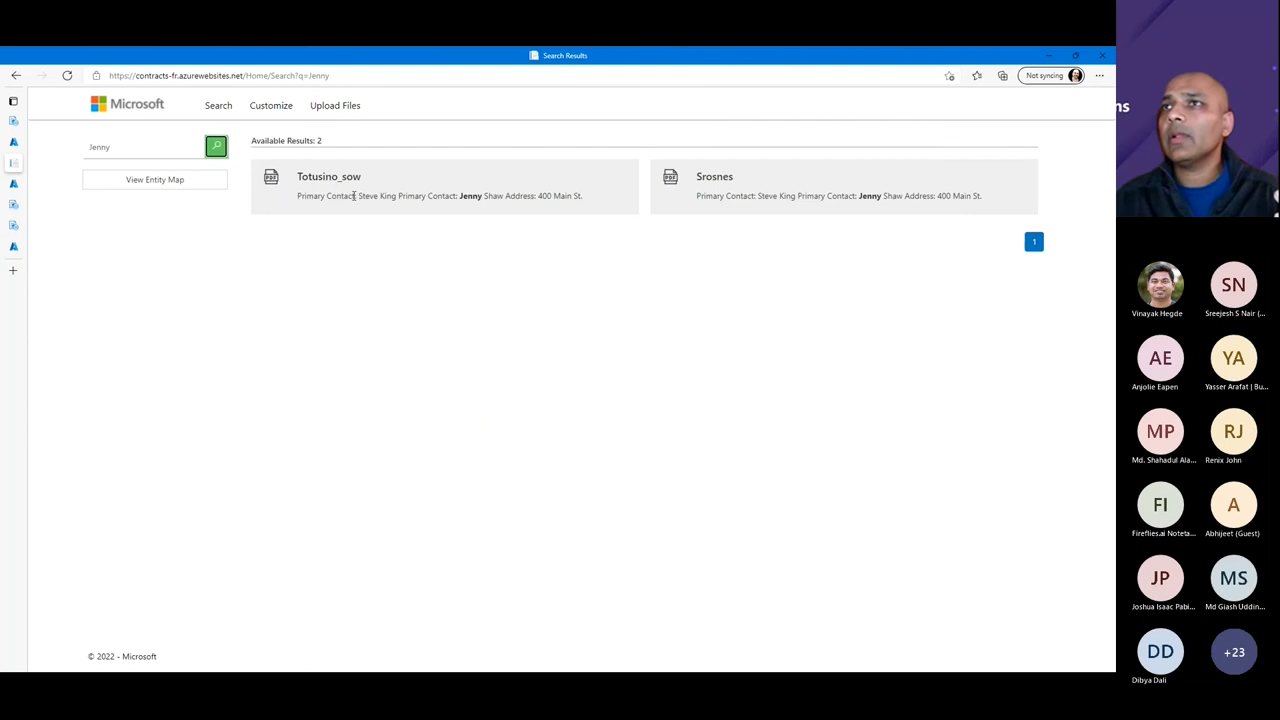 Search Results
https://contracts-fr.azurewebsites.net/Home/Search?q=Jenny
Not syncing
Microsoft
Search
Customize
Upload Files
Jenny
View Entity Map
Available Results: 2
PDF
Totusino_sow
Primary Contact: Steve King Primary Contact: Jenny Shaw Address: 400 Main St.
PDF
Srosnes
Primary Contact: Steve King Primary Contact: Jenny Shaw Address: 400 Main St.
1
© 2022 - Microsoft
ns
Vinayak Hegde
SN
Sreejesh S Nair (...
AE
Anjolie Eapen
YA
Yasser Arafat | Bu...
MP
Md. Shahadul Ala...
RJ
Renix John
FI
Fireflies.ai Noteta...
A
Abhijeet (Guest)
JP
Joshua Isaac Pabi...
MS
Md Giash Uddin...
DD
Dibya Dali
+23